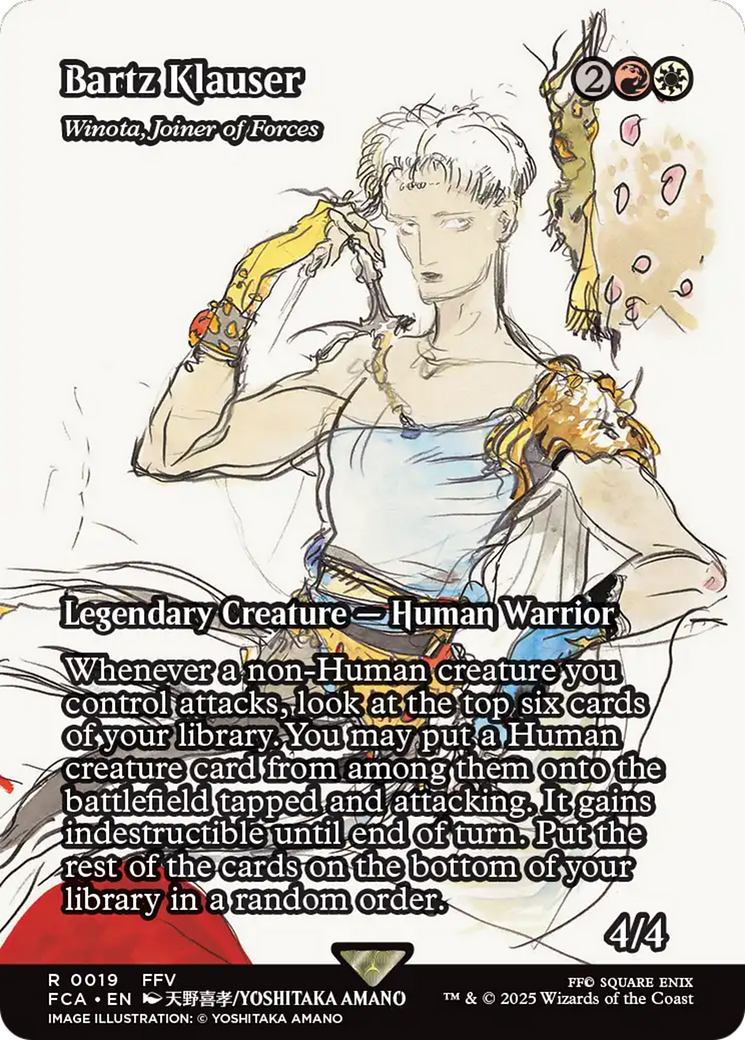 Bartz Klauser 2
Winota, Joiner of Forces
Legendary Creature — Human Warrior
Whenever a non-Human creature you
control attacks, look at the top six cards
of your library. You may put a Human
creature card from among them onto the
battlefield tapped and attacking. It gains
indestructible until end of turn. Put the
rest of the cards on the bottom of your
library in a random order.
4/4
R 0019 FFV
FCA • EN 天野喜孝/YOSHITAKA AMANO
IMAGE ILLUSTRATION: © YOSHITAKA AMANO
FF© SQUARE ENIX
™ & © 2025 Wizards of the Coast